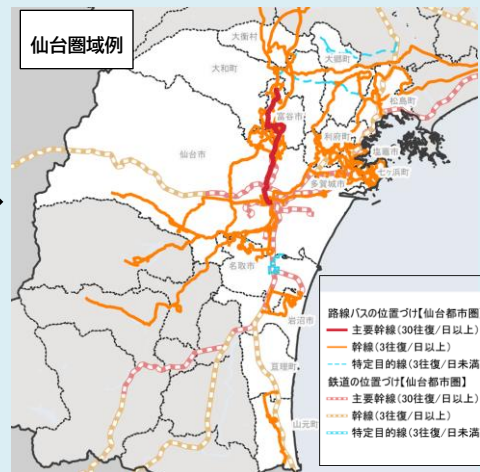 仙台圏域例
大衡村
大郷町
大和町
松島町
富谷市
利府町
塩竈市
仙台市
七ヶ浜町
多賀城市
名取市
岩沼市
亘理町
山元町
路線バスの位置づけ【仙台都市圏
主要幹線(30往復/日以上)
幹線(3往復/日以上)
特定目的線(3往復/日未満
鉄道の位置づけ【仙台都市圏】
主要幹線(30往復/日以上)
幹線(3往復/日以上)
特定目的線(3往復/日未満